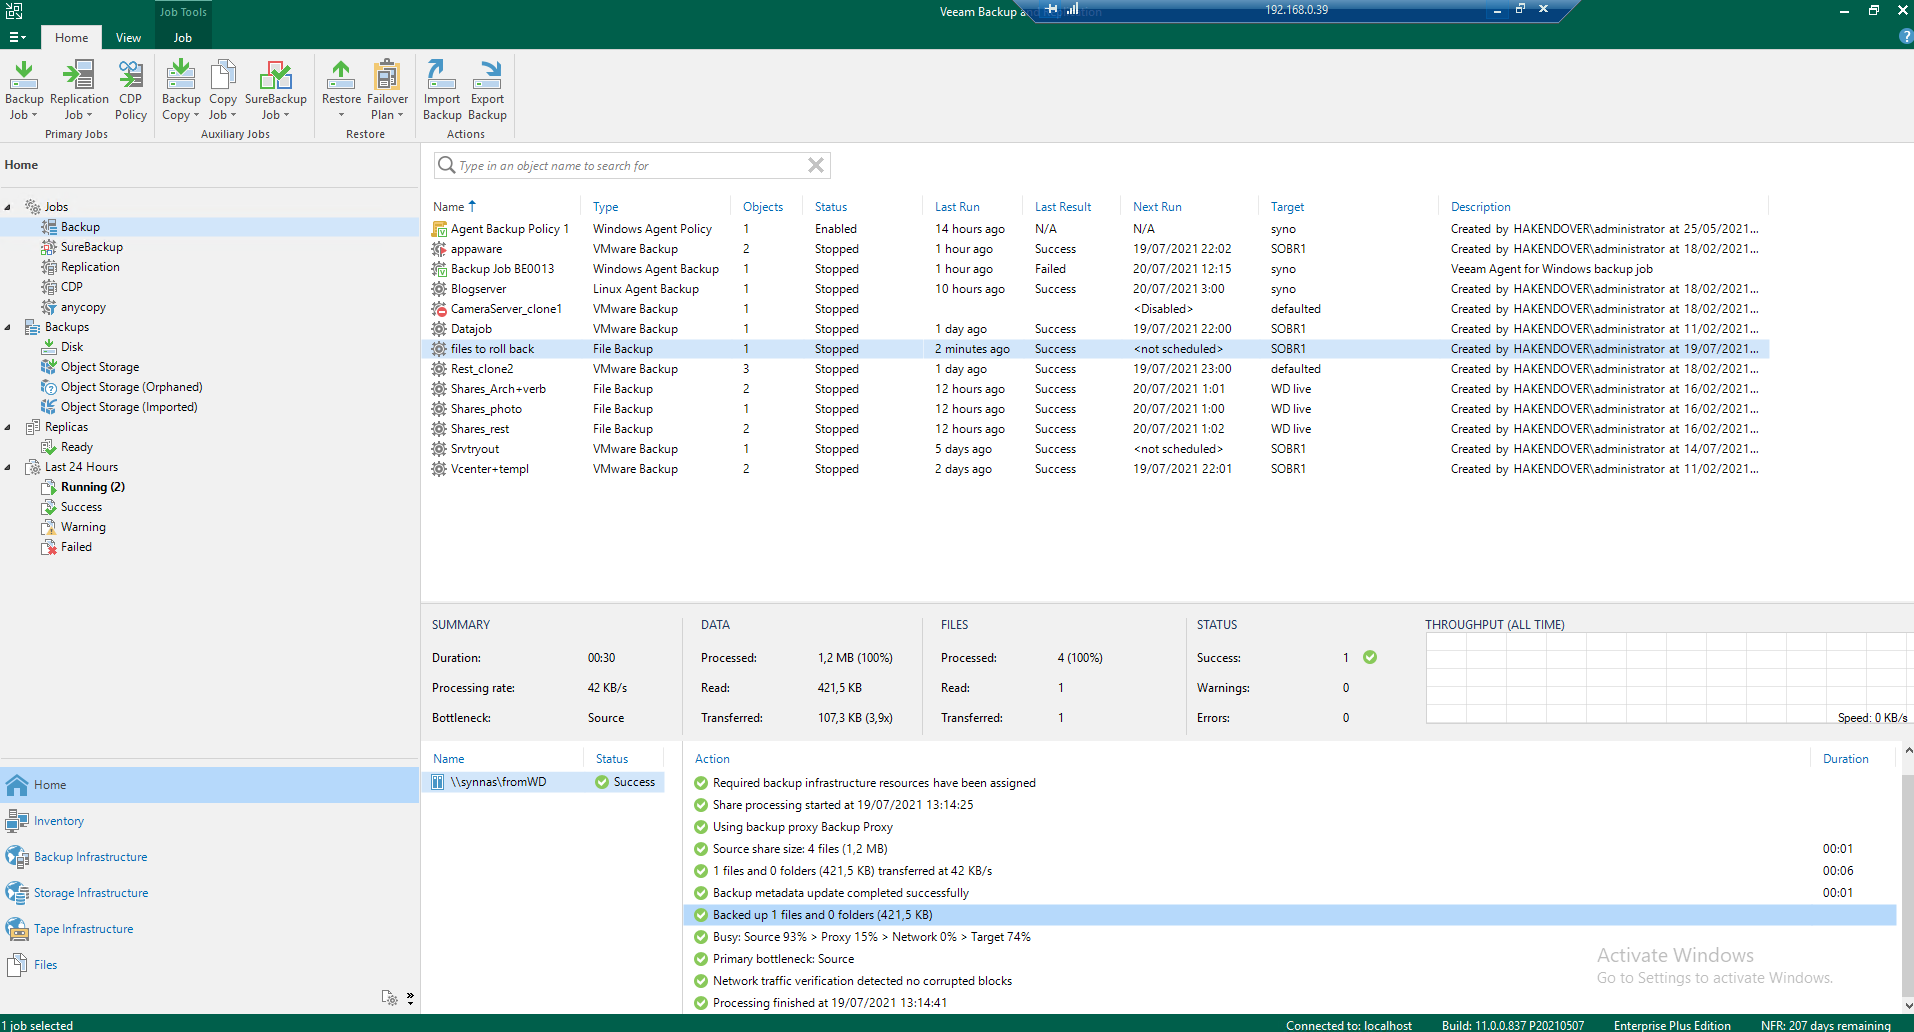 Job Tools
Veeam Backup and
192.168.0.39
Home
View
Job
Backup Job
Replication Job
CDP Policy
Backup Copy
Copy Job
SureBackup Job
Restore
Failover Plan
Import Backup
Export Backup
Primary Jobs
Auxiliary Jobs
Restore
Actions
Home
Type in an object name to search for
Jobs
Backup
SureBackup
Replication
CDP
anycopy
Backups
Disk
Object Storage
Object Storage (Orphaned)
Object Storage (Imported)
Replicas
Ready
Last 24 Hours
Running (2)
Success
Warning
Failed
Name Type Objects Status Last Run Last Result Next Run Target Description
Agent Backup Policy 1 Windows Agent Policy 1 Enabled 14 hours ago N/A N/A syno Created by HAKENDOVER\administrator at 25/05/2021...
appaware VMware Backup 2 Stopped 1 hour ago Success 19/07/2021 22:02 SOBR1 Created by HAKENDOVER\administrator at 18/02/2021...
Backup Job BE0013 Windows Agent Backup 1 Stopped 1 hour ago Failed 20/07/2021 12:15 syno Veeam Agent for Windows backup job
Blogserver Linux Agent Backup 1 Stopped 10 hours ago Success 20/07/2021 3:00 syno Created by HAKENDOVER\administrator at 18/02/2021...
CameraServer_clone1 VMware Backup 1 Stopped <Disabled> defaulted Created by HAKENDOVER\administrator at 18/02/2021...
Datajob VMware Backup 1 Stopped 1 day ago Success 19/07/2021 22:00 SOBR1 Created by HAKENDOVER\administrator at 11/02/2021...
files to roll back File Backup 1 Stopped 2 minutes ago Success <not scheduled> SOBR1 Created by HAKENDOVER\administrator at 19/07/2021...
Rest_clone2 VMware Backup 3 Stopped 1 day ago Success 19/07/2021 23:00 defaulted Created by HAKENDOVER\administrator at 18/02/2021...
Shares_Arch+verb File Backup 2 Stopped 12 hours ago Success 20/07/2021 1:01 WD live Created by HAKENDOVER\administrator at 16/02/2021...
Shares_photo File Backup 1 Stopped 12 hours ago Success 20/07/2021 1:00 WD live Created by HAKENDOVER\administrator at 16/02/2021...
Shares_rest File Backup 2 Stopped 12 hours ago Success 20/07/2021 1:02 WD live Created by HAKENDOVER\administrator at 16/02/2021...
Srvtryout VMware Backup 1 Stopped 5 days ago Success <not scheduled> SOBR1 Created by HAKENDOVER\administrator at 14/07/2021...
Vcenter+templ VMware Backup 2 Stopped 2 days ago Success 19/07/2021 22:01 SOBR1 Created by HAKENDOVER\administrator at 11/02/2021...
SUMMARY DATA FILES STATUS THROUGHPUT (ALL TIME)
Duration: 00:30 Processed: 1,2 MB (100%) Processed: 4 (100%) Success: 1
Processing rate: 42 KB/s Read: 421,5 KB Read: 1 Warnings: 0
Bottleneck: Source Transferred: 107,3 KB (3,9x) Transferred: 1 Errors: 0
Speed: 0 KB/s
Name Status Action Duration
\\synnas\fromWD Success
Required backup infrastructure resources have been assigned
Share processing started at 19/07/2021 13:14:25
Using backup proxy Backup Proxy
Source share size: 4 files (1,2 MB) 00:01
1 files and 0 folders (421,5 KB) transferred at 42 KB/s 00:06
Backup metadata update completed successfully 00:01
Backed up 1 files and 0 folders (421,5 KB)
Busy: Source 93% > Proxy 15% > Network 0% > Target 74%
Primary bottleneck: Source
Network traffic verification detected no corrupted blocks
Processing finished at 19/07/2021 13:14:41
Home
Inventory
Backup Infrastructure
Storage Infrastructure
Tape Infrastructure
Files
Activate Windows
Go to Settings to activate Windows.
1 job selected
Connected to: localhost Build: 11.0.0.837 P20210507 Enterprise Plus Edition NFR: 207 days remaining